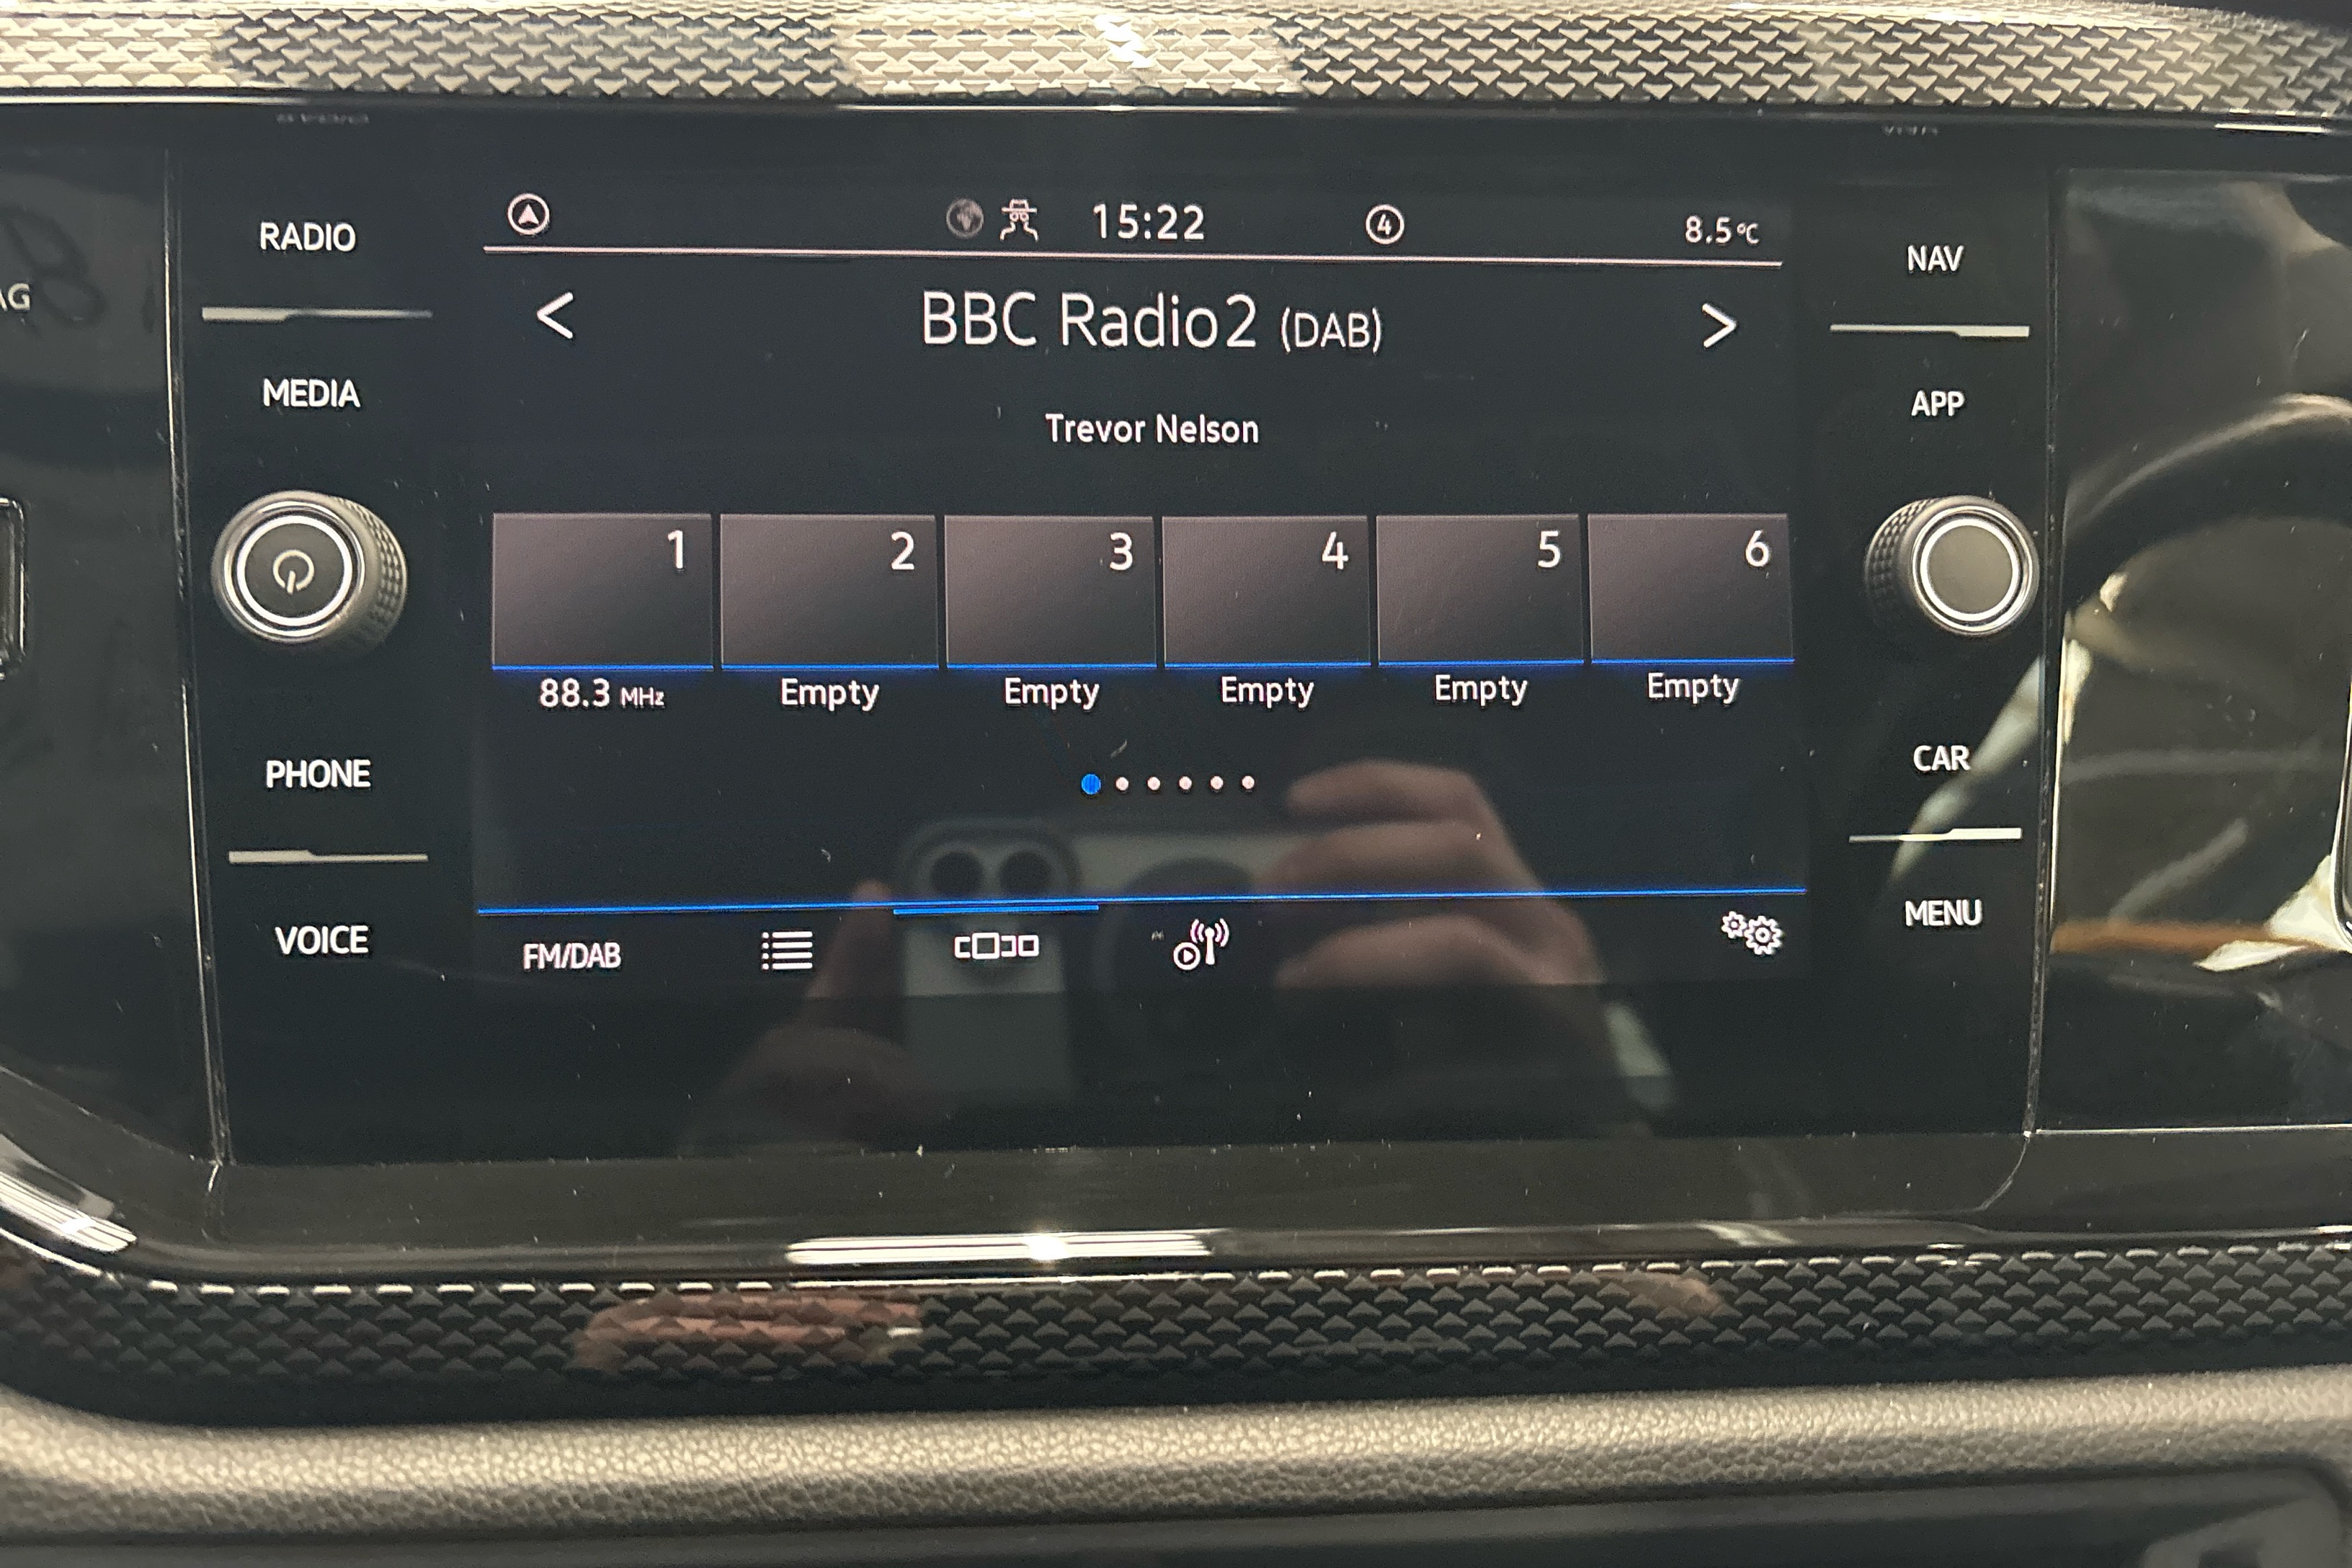 RADIO
MEDIA
PHONE
VOICE
15:22
4
8.5°C
< BBC Radio2 (DAB) >
Trevor Nelson
1 2 3 4 5 6
88.3 MHz Empty Empty Empty Empty Empty
FM/DAB
NAV
APP
CAR
MENU